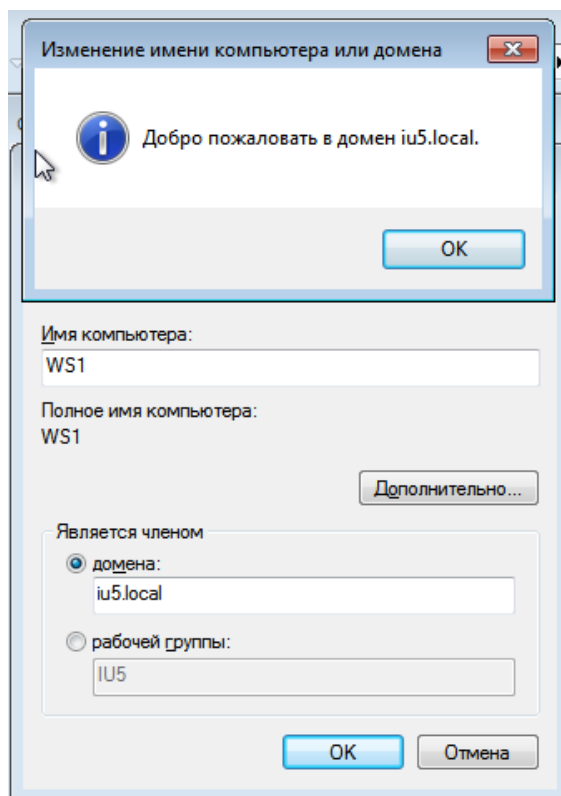 Изменение имени компьютера или домена
Добро пожаловать в домен iu5.local.
OK
Имя компьютера:
WS1
Полное имя компьютера:
WS1
Дополнительно...
Является членом
домена:
iu5.local
рабочей группы:
IU5
OK
Отмена